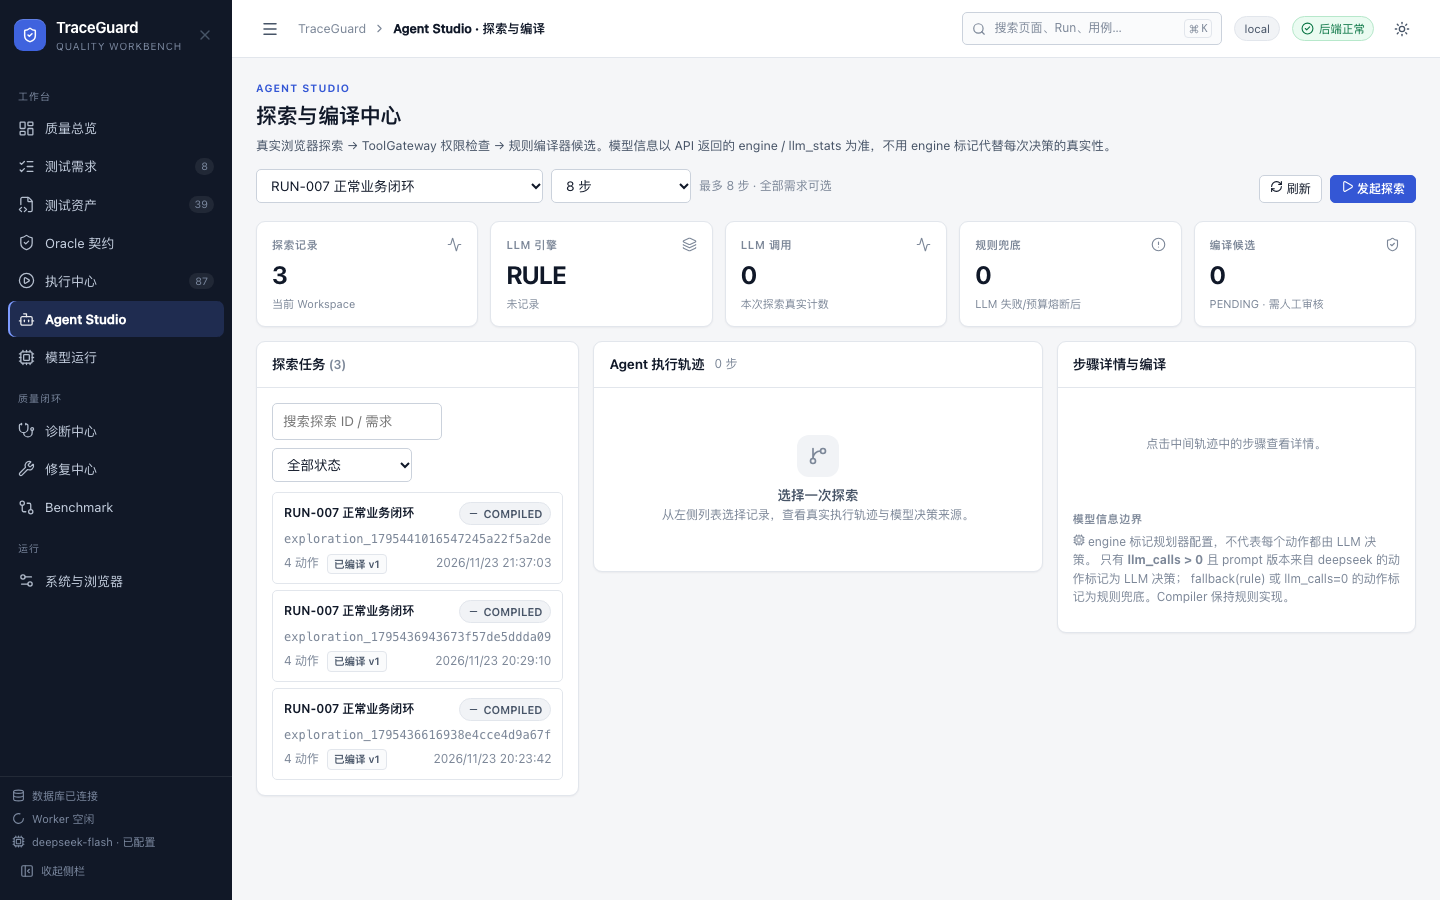 TraceGuard
QUALITY WORKBENCH
工作台
质量总览
测试需求 8
测试资产 39
Oracle 契约
执行中心 87
Agent Studio
模型运行
质量闭环
诊断中心
修复中心
Benchmark
运行
系统与浏览器
数据库已连接
Worker 空闲
deepseek-flash · 已配置
收起侧栏
TraceGuard > Agent Studio · 探索与编译
搜索页面、Run、用例... ⌘ K
local
后端正常
AGENT STUDIO
探索与编译中心
真实浏览器探索 → ToolGateway 权限检查 → 规则编译器候选。模型信息以 API 返回的 engine / llm_stats 为准，不用 engine 标记代替每次决策的真实性。
RUN-007 正常业务闭环
8 步
最多 8 步 · 全部需求可选
刷新
发起探索
探索记录
3
当前 Workspace
LLM 引擎
RULE
未记录
LLM 调用
0
本次探索真实计数
规则兜底
0
LLM 失败/预算熔断后
编译候选
0
PENDING · 需人工审核
探索任务 (3)
搜索探索 ID / 需求
全部状态
RUN-007 正常业务闭环 — COMPILED
exploration_1795441016547245a22f5a2de
4 动作 已编译 v1 2026/11/23 21:37:03
RUN-007 正常业务闭环 — COMPILED
exploration_1795436943673f57de5ddda09
4 动作 已编译 v1 2026/11/23 20:29:10
RUN-007 正常业务闭环 — COMPILED
exploration_1795436616938e4cce4d9a67f
4 动作 已编译 v1 2026/11/23 20:23:42
Agent 执行轨迹 0 步
选择一次探索
从左侧列表选择记录，查看真实执行轨迹与模型决策来源。
步骤详情与编译
点击中间轨迹中的步骤查看详情。
模型信息边界
engine 标记规划器配置，不代表每个动作都由 LLM 决
策。 只有 llm_calls > 0 且 prompt 版本来自 deepseek 的动
作标记为 LLM 决策； fallback(rule) 或 llm_calls=0 的动作标
记为规则兜底。Compiler 保持规则实现。